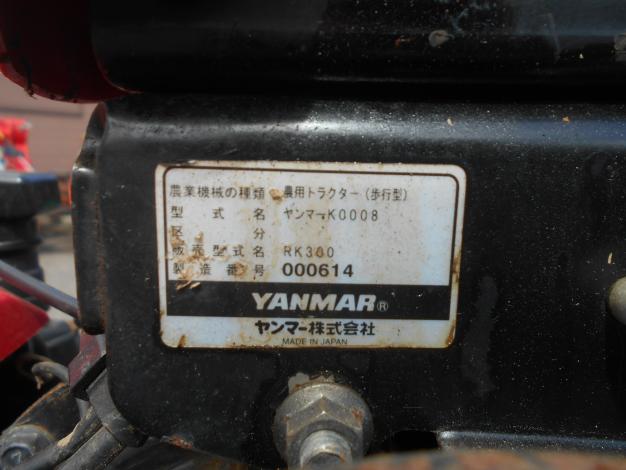 農業機械の種類 農用トラクター(歩行型)
型式名 ヤンマーK0008
区分
販売型式名 RK300
製造番号 000614
YANMAR®
ヤンマー株式会社
MADE IN JAPAN